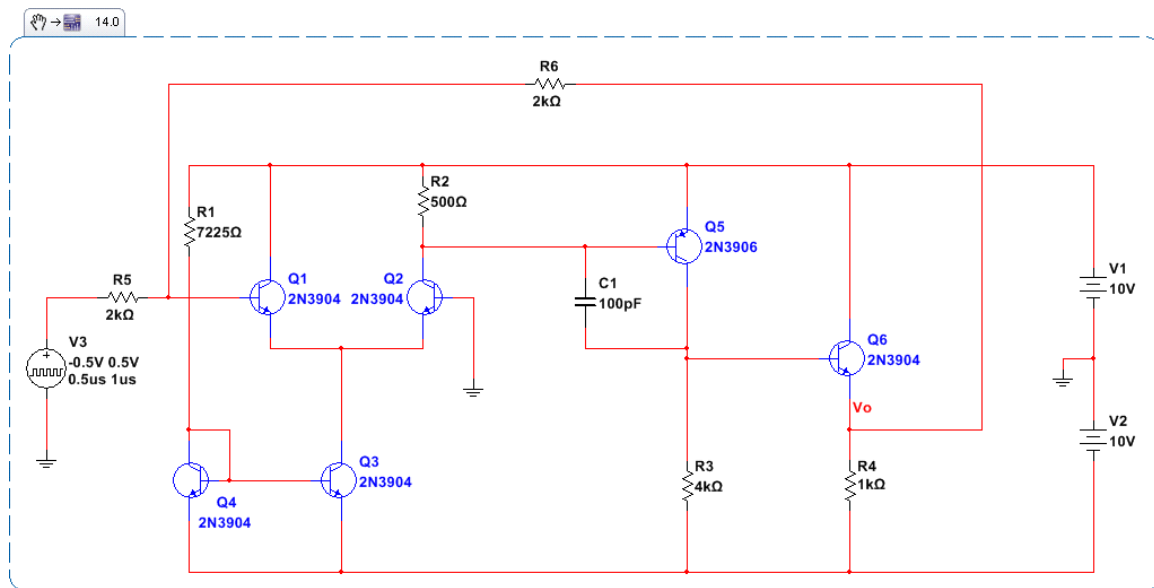 14.0
R6
2kΩ
R2
500Ω
R1
7225Ω
Q5
2N3906
R5
2kΩ
Q1
2N3904
Q2
2N3904
C1
100pF
V1
10V
V3
-0.5V 0.5V
0.5us 1us
Q6
2N3904
Vo
V2
10V
Q3
2N3904
Q4
2N3904
R3
4kΩ
R4
1kΩ